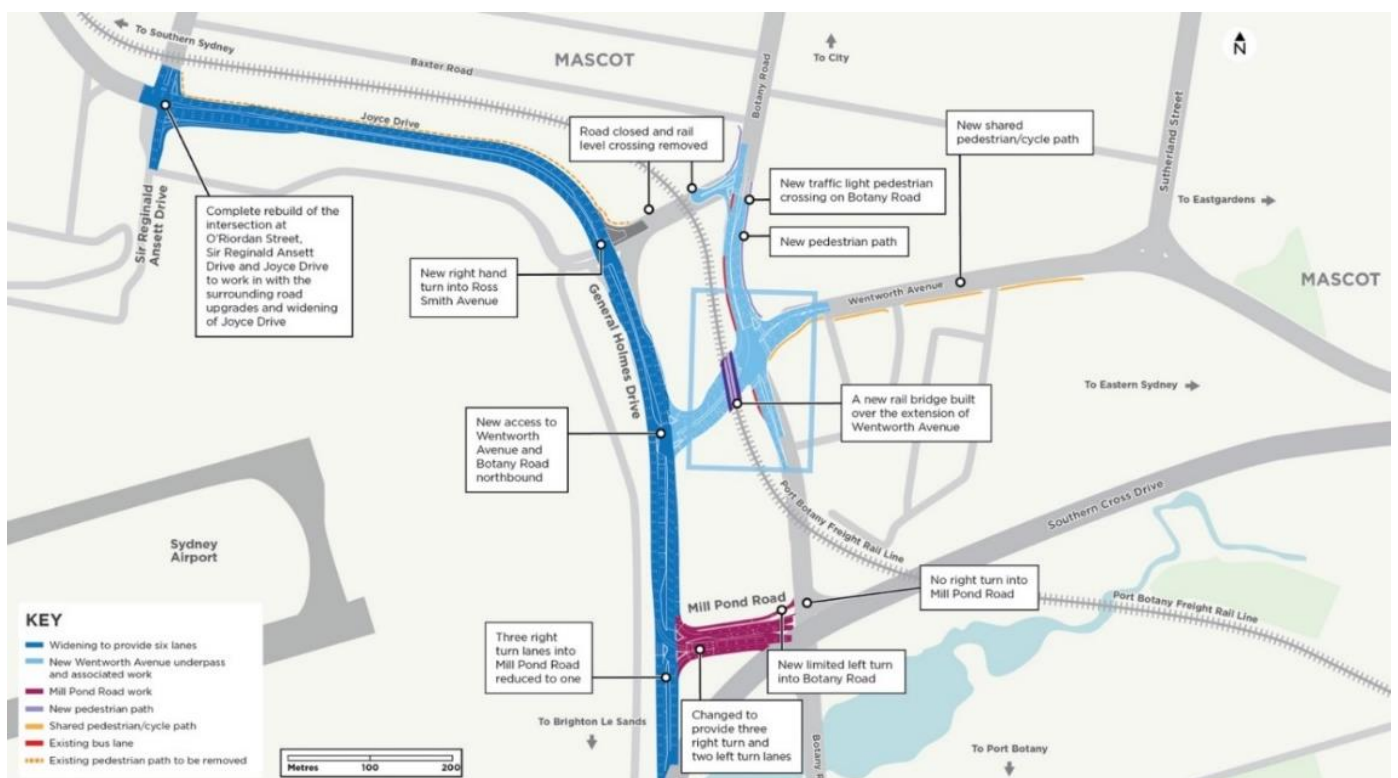 To Southern Sydney
Baxter Road
MASCOT
Botany Road
To City
N
Joyce Drive
Road closed and rail
level crossing removed
New shared
pedestrian/cycle path
Sutherland Street
To Eastgardens
Sir Reginald
Ansett Drive
Complete rebuild of the
intersection at
O'Riordan Street,
Sir Reginald Ansett
Drive and Joyce Drive
to work in with the
surrounding road
upgrades and widening
of Joyce Drive
New traffic light pedestrian
crossing on Botany Road
New pedestrian path
New right hand
turn into Ross
Smith Avenue
General Holmes Drive
Wentworth Avenue
MASCOT
To Eastern Sydney
A new rail bridge built
over the extension of
Wentworth Avenue
New access to
Wentworth
Avenue and
Botany Road
northbound
Port Botany Freight Rail Line
Southern Cross Drive
Sydney
Airport
Mill Pond Road
No right turn into
Mill Pond Road
Port Botany Freight Rail Line
Three right
turn lanes into
Mill Pond Road
reduced to one
New limited left turn
into Botany Road
Changed to
provide three
right turn and
two left turn lanes
To Brighton Le Sands
To Port Botany
Botany
KEY
Widening to provide six lanes
New Wentworth Avenue underpass
and associated work
Mill Pond Road work
New pedestrian path
Shared pedestrian/cycle path
Existing bus lane
Existing pedestrian path to be removed
Metres 100 200